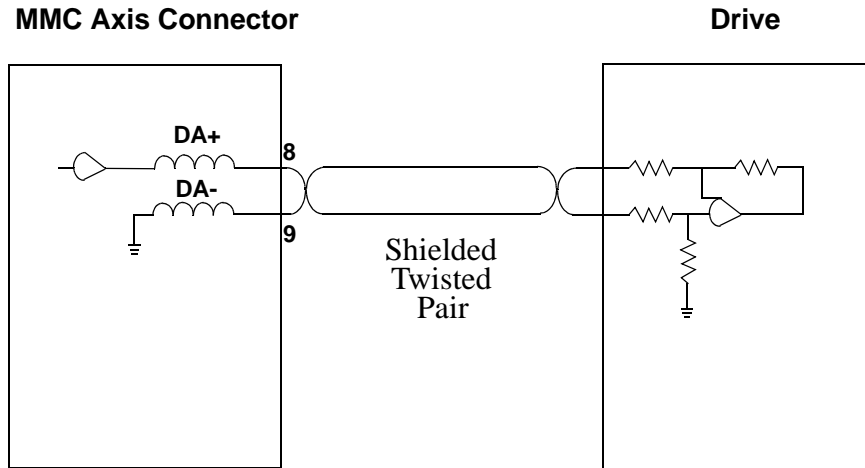 MMC Axis Connector
Drive
DA+
8
DA-
9
Shielded
Twisted
Pair